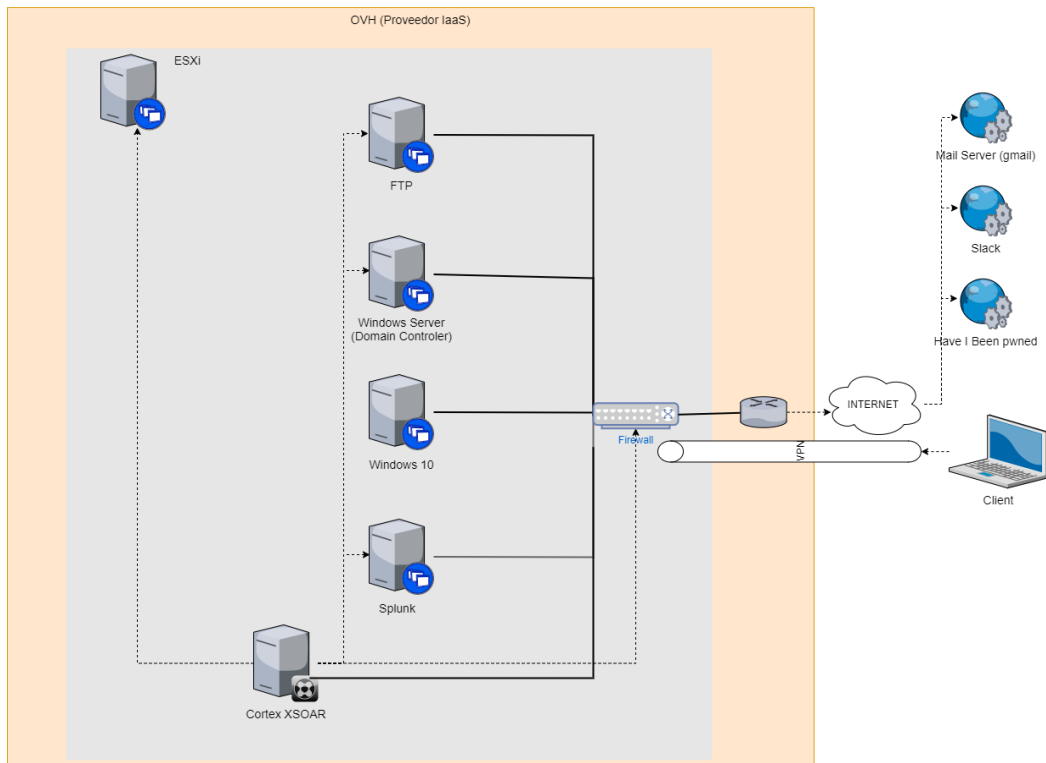 OVH (Proveedor IaaS)
ESXi
FTP
Mail Server (gmail)
Slack
Windows Server
(Domain Controler)
Have I Been pwned
INTERNET
Firewall
VPN
Windows 10
Client
Splunk
Cortex XSOAR